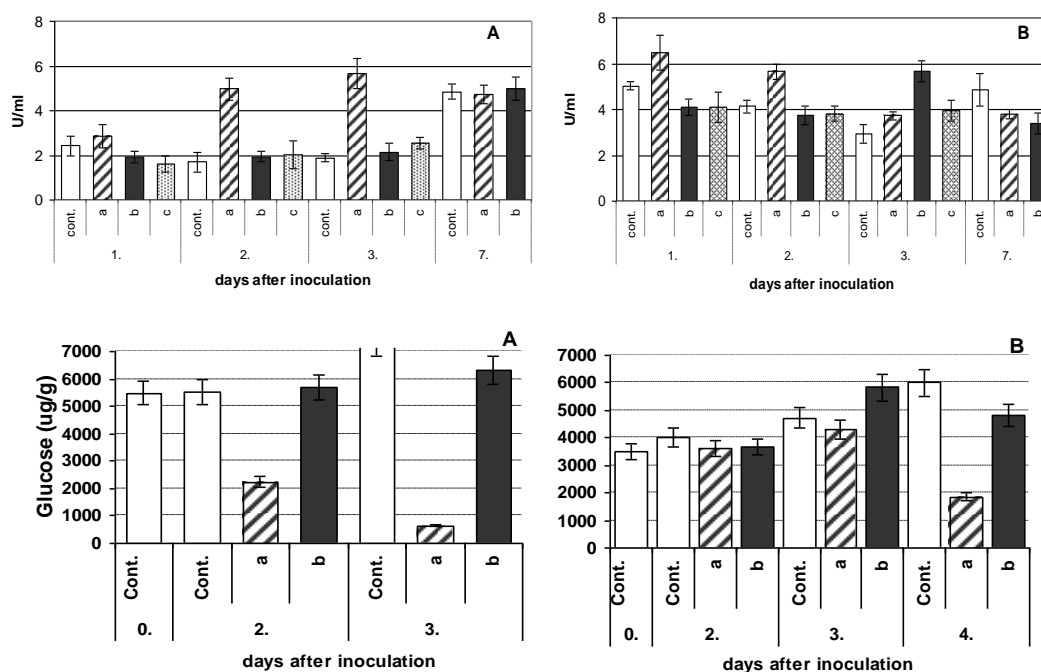 A
8
6
4
2
0
U/ml
cont. a b c cont. a b c cont. a b c cont. a b
1. 2. 3. 7.
days after inoculation
B
8
6
4
2
0
U/ml
cont. a b c cont. a b c cont. a b c cont. a b
1. 2. 3. 7.
days after inoculation
A
7000
6000
5000
4000
3000
2000
1000
0
Glucose (ug/g)
Cont. Cont. a b Cont. a b
0. 2. 3.
days after inoculation
B
7000
6000
5000
4000
3000
2000
1000
0
Cont. Cont. a b Cont. a b Cont. a b
0. 2. 3. 4.
days after inoculation